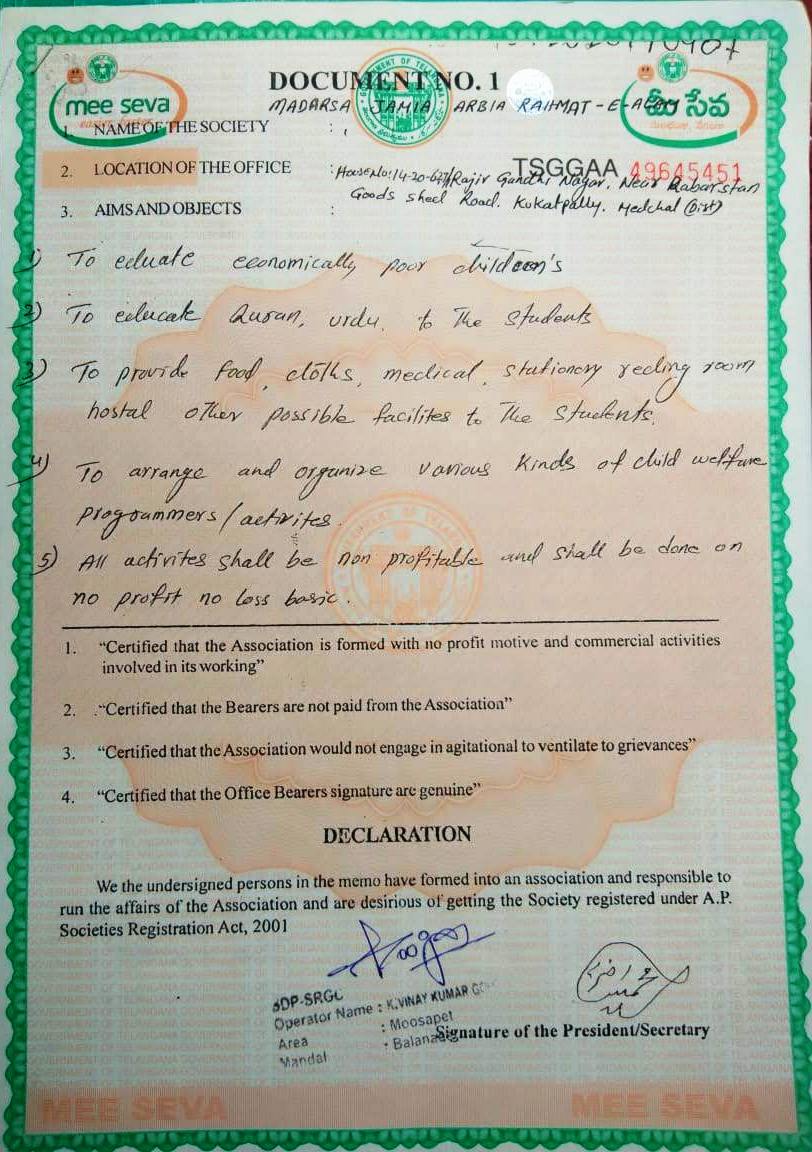 mee seva
DOCUMENT NO. 1
మీ సేవ
MADARSA JAMIA ARBIA RAHMAT-E-ALAM
1. NAME OF THE SOCIETY :
2. LOCATION OF THE OFFICE : TSGGAA 49645451
House No: 14-20-677/Rajiv Gandhi Nagar, Near Kabarstan
Goods shed Road. Kukatpally. Medchal (Dist)
3. AIMS AND OBJECTS :
1) To eduate economically poor children's
2) To educate Quran, urdu, to The students
3) To provide food, cloths, medical, stationory reding room
hostal other possible facilites to The students.
4) To arrange and organize various kinds of child welfare
programmers/activites.
5) All activites shall be non profitable and shall be done on
no profit no loss basic.
1. “Certified that the Association is formed with no profit motive and commercial activities
involved in its working”
2. “Certified that the Bearers are not paid from the Association”
3. “Certified that the Association would not engage in agitational to ventilate to grievances”
4. “Certified that the Office Bearers signature are genuine”
DECLARATION
We the undersigned persons in the memo have formed into an association and responsible to
run the affairs of the Association and are desirious of getting the Society registered under A.P.
Societies Registration Act, 2001
SDP-SRGL
Operator Name : K.VINAY KUMAR
Area : Moosapet
Mandal : Balanagar
Signature of the President/Secretary
MEE SEVA MEE SEVA